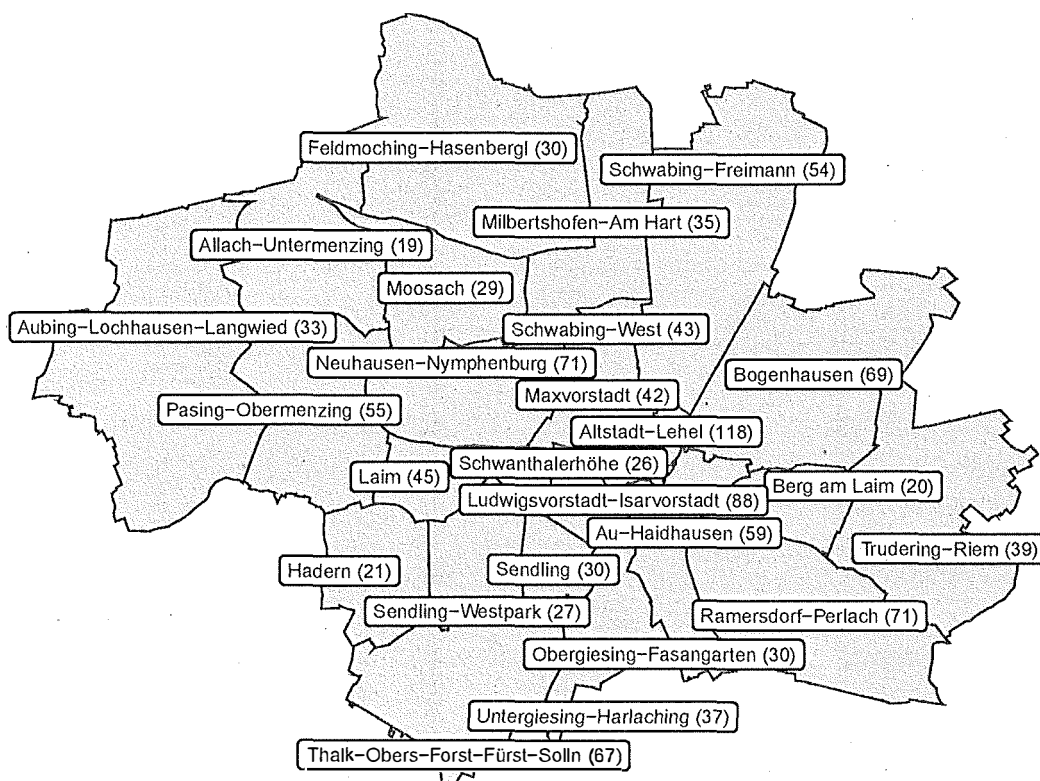 Feldmoching-Hasenbergl (30)
Schwabing-Freimann (54)
Milbertshofen-Am Hart (35)
Allach-Untermenzing (19)
Moosach (29)
Aubing-Lochhausen-Langwied (33)
Schwabing-West (43)
Neuhausen-Nymphenburg (71)
Bogenhausen (69)
Maxvorstadt (42)
Pasing-Obermenzing (55)
Altstadt-Lehel (118)
Schwanthalerhöhe (26)
Laim (45)
Berg am Laim (20)
Ludwigsvorstadt-Isarvorstadt (88)
Au-Haidhausen (59)
Trudering-Riem (39)
Hadern (21)
Sendling (30)
Sendling-Westpark (27)
Ramersdorf-Perlach (71)
Obergiesing-Fasangarten (30)
Untergiesing-Harlaching (37)
Thalk-Obers-Forst-Fürst-Solln (67)